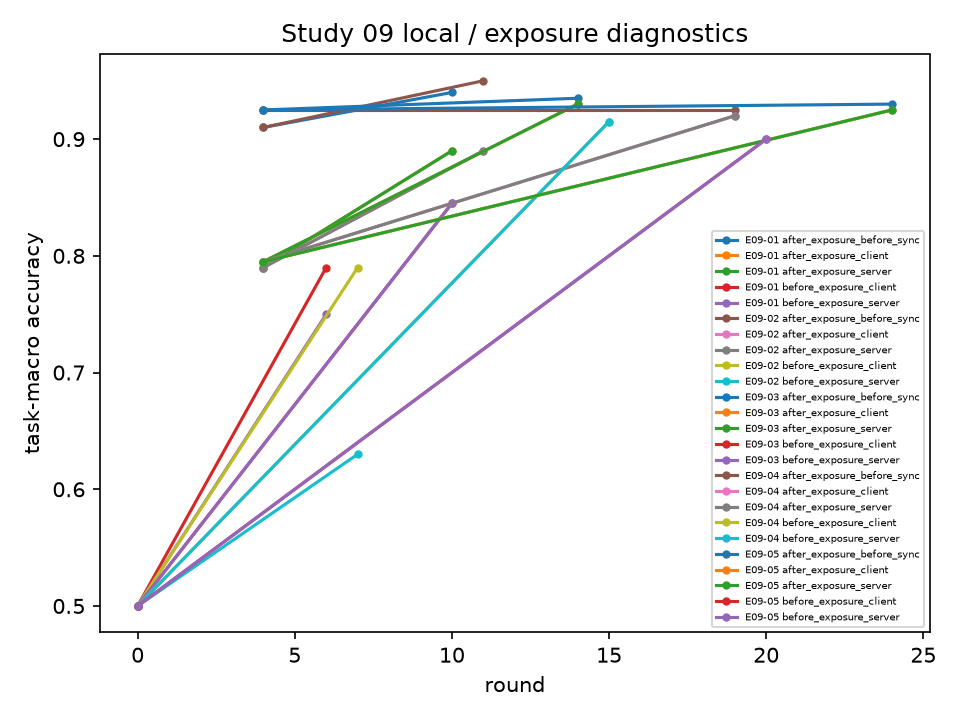 Study 09 local / exposure diagnostics
task-macro accuracy
0.9
0.8
0.7
0.6
0.5
E09-01 after_exposure_before_sync
E09-01 after_exposure_client
E09-01 after_exposure_server
E09-01 before_exposure_client
E09-01 before_exposure_server
E09-02 after_exposure_before_sync
E09-02 after_exposure_client
E09-02 after_exposure_server
E09-02 before_exposure_client
E09-02 before_exposure_server
E09-03 after_exposure_before_sync
E09-03 after_exposure_client
E09-03 after_exposure_server
E09-03 before_exposure_client
E09-03 before_exposure_server
E09-04 after_exposure_before_sync
E09-04 after_exposure_client
E09-04 after_exposure_server
E09-04 before_exposure_client
E09-04 before_exposure_server
E09-05 after_exposure_before_sync
E09-05 after_exposure_client
E09-05 after_exposure_server
E09-05 before_exposure_client
E09-05 before_exposure_server
0 5 10 15 20 25
round